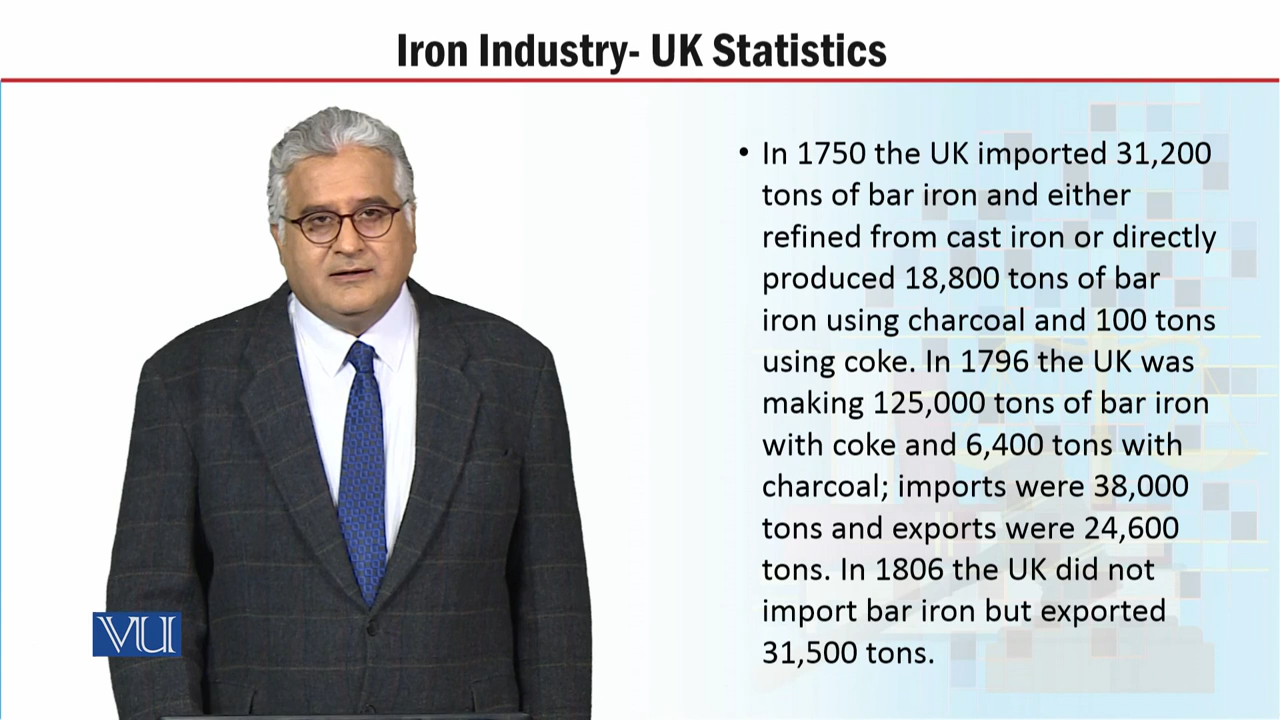 Iron Industry- UK Statistics
• In 1750 the UK imported 31,200
tons of bar iron and either
refined from cast iron or directly
produced 18,800 tons of bar
iron using charcoal and 100 tons
using coke. In 1796 the UK was
making 125,000 tons of bar iron
with coke and 6,400 tons with
charcoal; imports were 38,000
tons and exports were 24,600
tons. In 1806 the UK did not
import bar iron but exported
31,500 tons.
VU